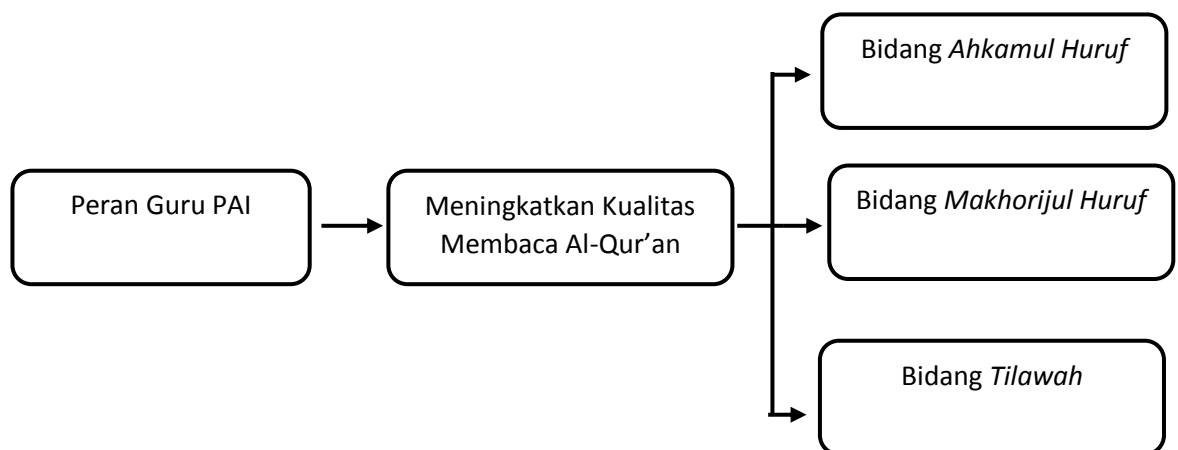 Bidang Ahkamul Huruf
Peran Guru PAI
Meningkatkan Kualitas
Membaca Al-Qur’an
Bidang Makhorijul Huruf
Bidang Tilawah